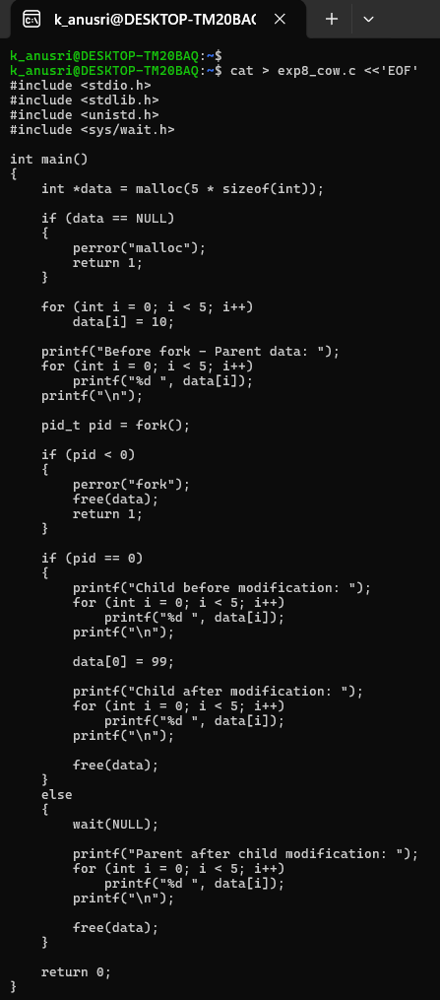 k_anusri@DESKTOP-TM20BAQ
k_anusri@DESKTOP-TM20BAQ:~$
k_anusri@DESKTOP-TM20BAQ:~$ cat > exp8_cow.c <<'EOF'
#include <stdio.h>
#include <stdlib.h>
#include <unistd.h>
#include <sys/wait.h>

int main()
{
    int *data = malloc(5 * sizeof(int));

    if (data == NULL)
    {
        perror("malloc");
        return 1;
    }

    for (int i = 0; i < 5; i++)
        data[i] = 10;

    printf("Before fork - Parent data: ");
    for (int i = 0; i < 5; i++)
        printf("%d ", data[i]);
    printf("\n");

    pid_t pid = fork();

    if (pid < 0)
    {
        perror("fork");
        free(data);
        return 1;
    }

    if (pid == 0)
    {
        printf("Child before modification: ");
        for (int i = 0; i < 5; i++)
            printf("%d ", data[i]);
        printf("\n");

        data[0] = 99;

        printf("Child after modification: ");
        for (int i = 0; i < 5; i++)
            printf("%d ", data[i]);
        printf("\n");

        free(data);
    }
    else
    {
        wait(NULL);

        printf("Parent after child modification: ");
        for (int i = 0; i < 5; i++)
            printf("%d ", data[i]);
        printf("\n");

        free(data);
    }

    return 0;
}